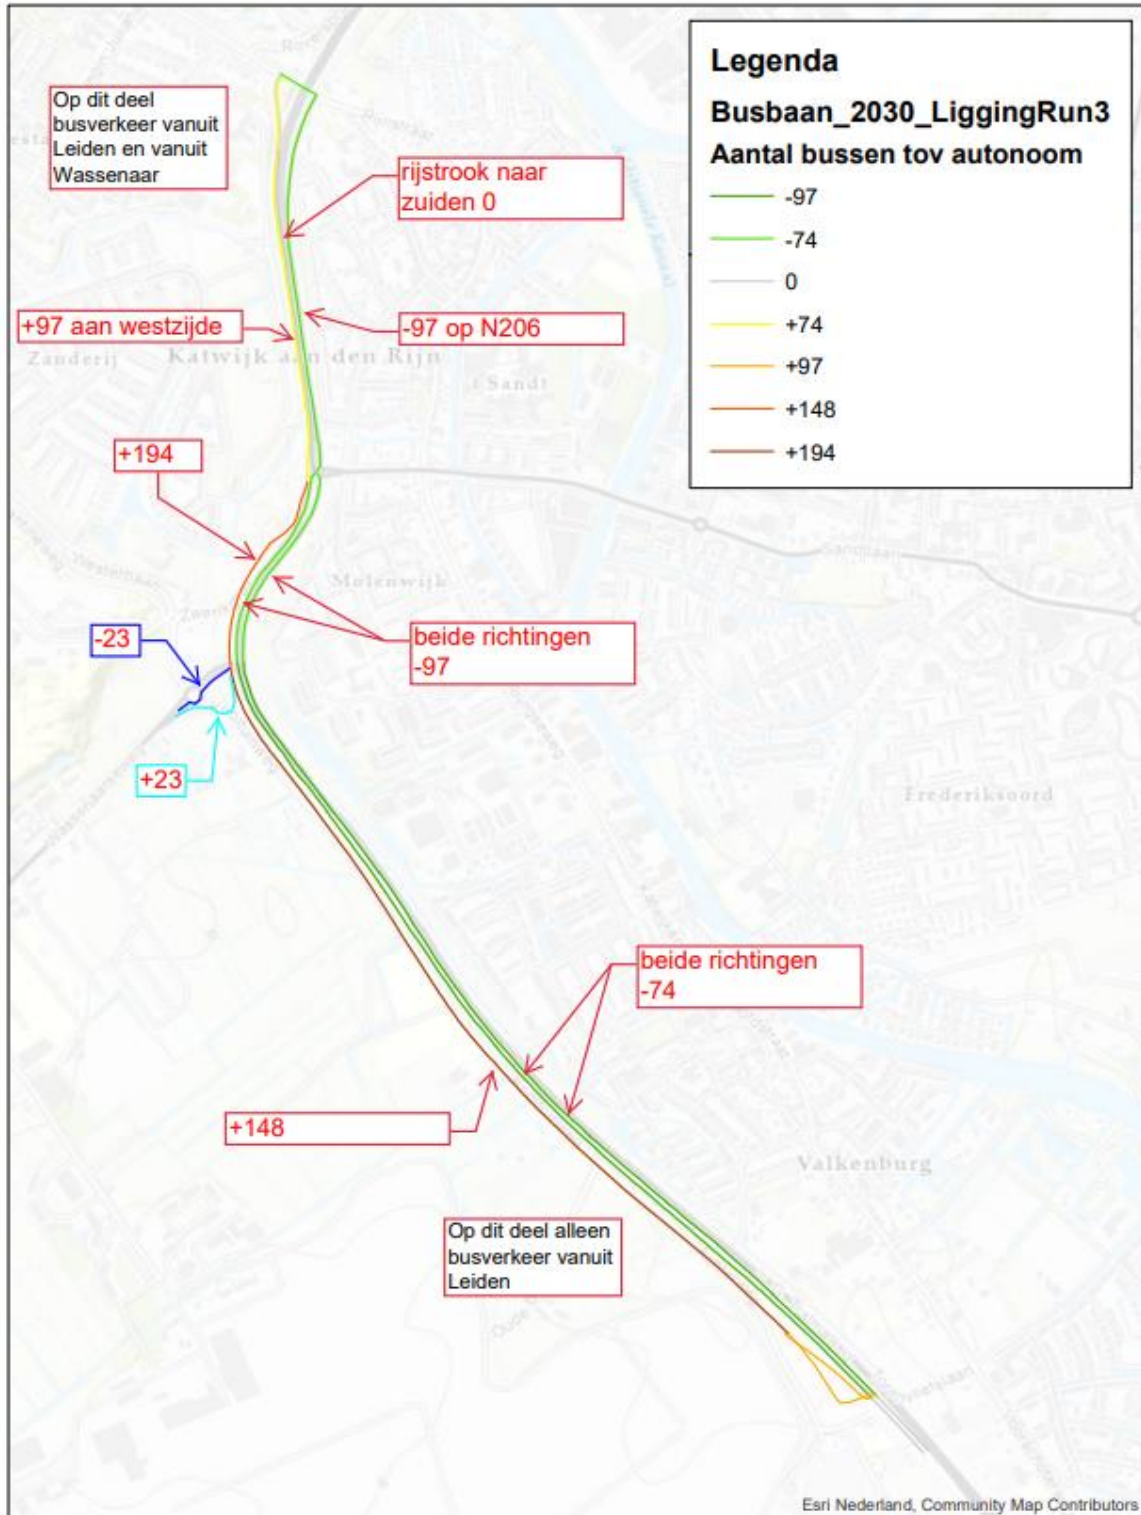 Op dit deel
busverkeer vanuit
Leiden en vanuit
Wassenaar
Legenda
Busbaan_2030_LiggingRun3
Aantal bussen tov autonoom
-97
-74
0
+74
+97
+148
+194
rijstrook naar
zuiden 0
+97 aan westzijde
-97 op N206
Zanderij
Katwijk aan den Rijn
't Sandt
+194
Sandlaan
Molenwijk
-23
beide richtingen
-97
+23
Frederiksoord
beide richtingen
-74
+148
Valkenburg
Op dit deel alleen
busverkeer vanuit
Leiden
Esri Nederland, Community Map Contributors